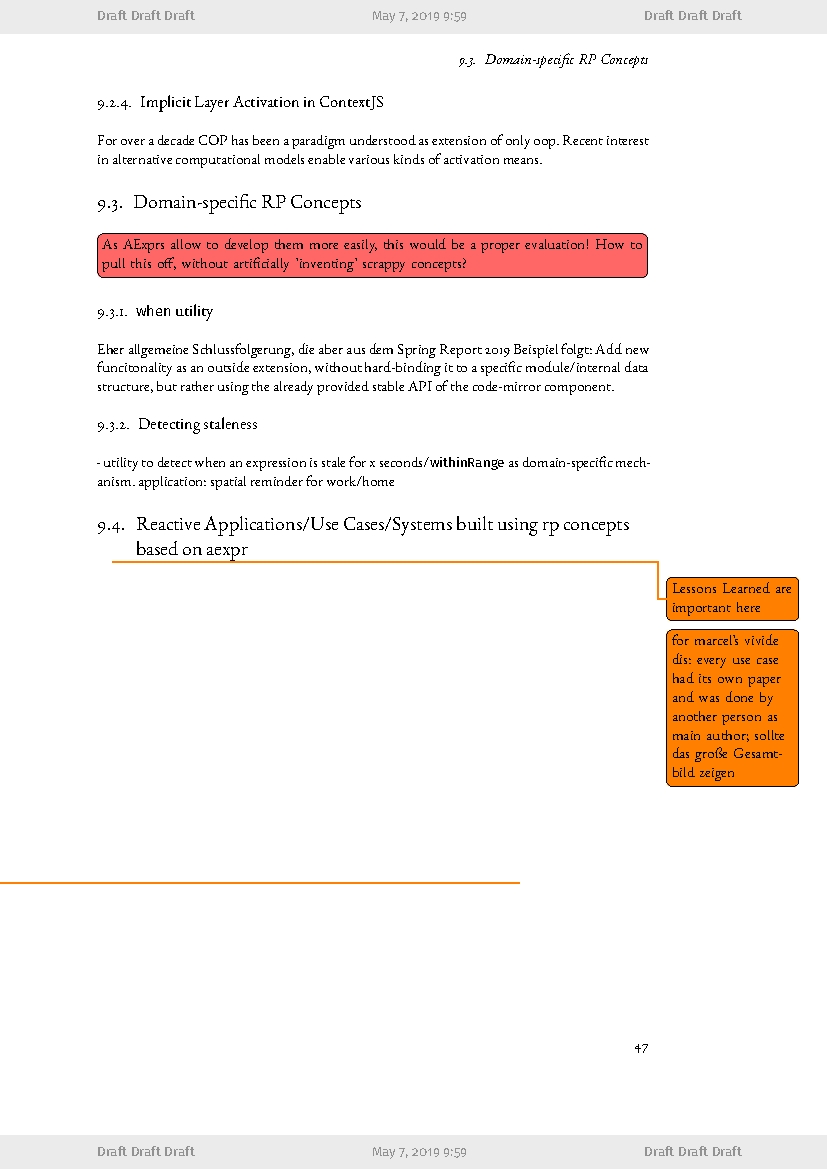 Draft Draft Draft May 7, 2019 9:59 Draft Draft Draft
9.3. Domain-specific RP Concepts
9.2.4. Implicit Layer Activation in ContextJS
For over a decade COP has been a paradigm understood as extension of only oop. Recent interest
in alternative computational models enable various kinds of activation means.
9.3. Domain-specific RP Concepts
As AExprs allow to develop them more easily, this would be a proper evaluation! How to
pull this off, without artificially 'inventing' scrappy concepts?
9.3.1. when utility
Eher allgemeine Schlussfolgerung, die aber aus dem Spring Report 2019 Beispiel folgt: Add new
funcitonality as an outside extension, without hard-binding it to a specific module/internal data
structure, but rather using the already provided stable API of the code-mirror component.
9.3.2. Detecting staleness
- utility to detect when an expression is stale for x seconds/withinRange as domain-specific mech-
anism. application: spatial reminder for work/home
9.4. Reactive Applications/Use Cases/Systems built using rp concepts
based on aexpr
Lessons Learned are
important here
for marcel's vivide
dis: every use case
had its own paper
and was done by
another person as
main author; sollte
das große Gesamt-
bild zeigen
47
Draft Draft Draft May 7, 2019 9:59 Draft Draft Draft